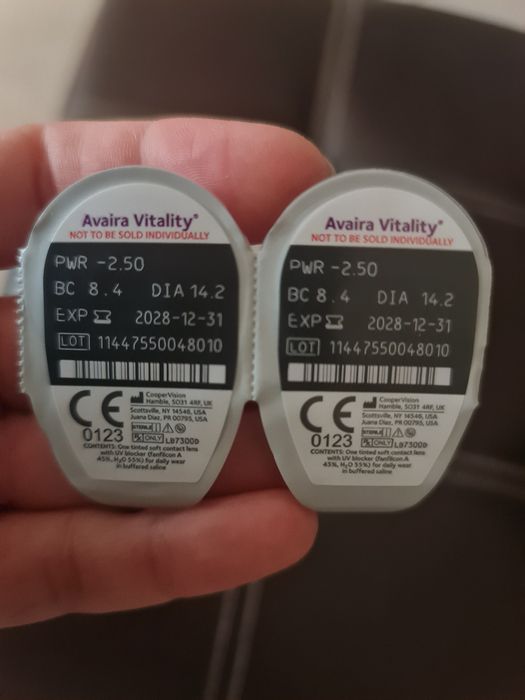 Avaira Vitality®
NOT TO BE SOLD INDIVIDUALLY
PWR -2.50
BC 8.4 DIA 14.2
EXP 2028-12-31
LOT 11447550048010
CooperVision
Hamble, SO31 4RF, UK
Scottsville, NY 14546, USA
Juana Diaz, PR 00795, USA
CE
0123
STERILE
Rx ONLY LB7300D
CONTENTS: One tinted soft contact lens
with UV blocker (fanfilcon A
45%, H₂O 55%) for daily wear
in buffered saline
Avaira Vitality®
NOT TO BE SOLD INDIVIDUALLY
PWR -2.50
BC 8.4 DIA 14.2
EXP 2028-12-31
LOT 11447550048010
CooperVision
Hamble, SO31 4RF, UK
Scottsville, NY 14546, USA
Juana Diaz, PR 00795, USA
CE
0123
STERILE
Rx ONLY LB7300D
CONTENTS: One tinted soft contact lens
with UV blocker (fanfilcon A
45%, H₂O 55%) for daily wear
in buffered saline